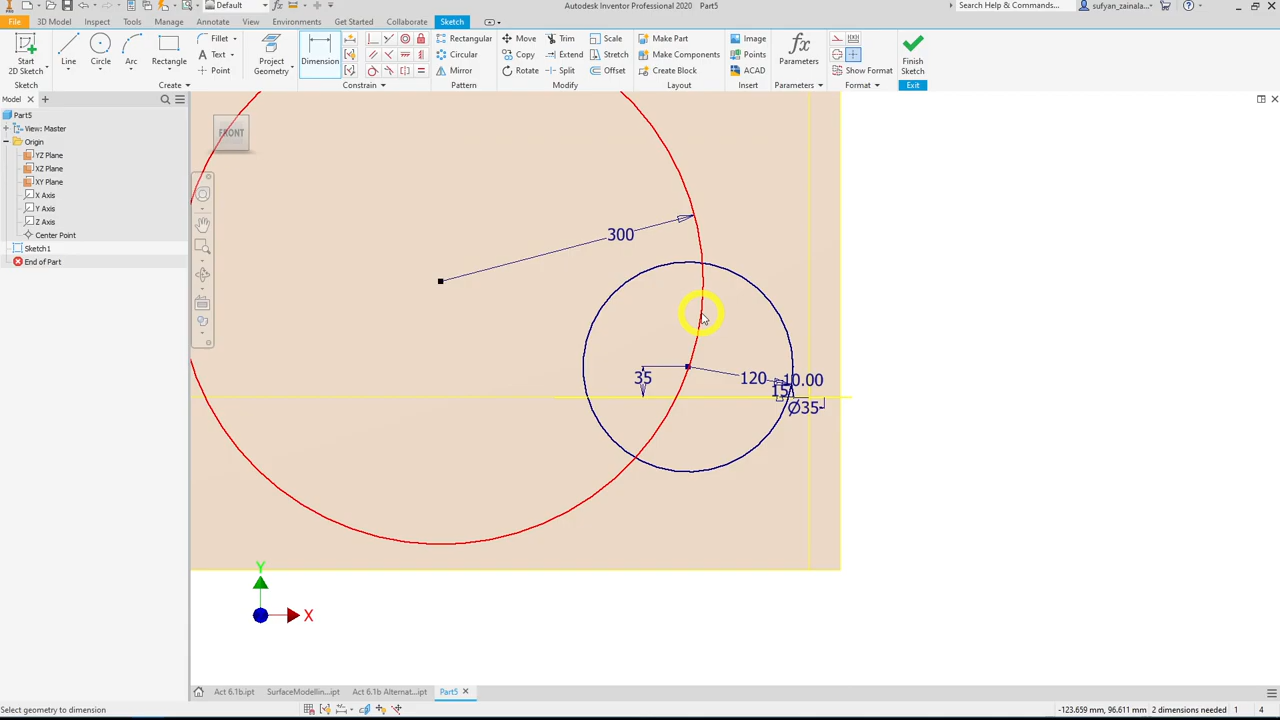 Default
Autodesk Inventor Professional 2020   Part5
Search Help & Commands...
sufyan_zainala...
File 3D Model Inspect Tools Manage Annotate View Environments Get Started Collaborate Sketch
Start 2D Sketch
Line
Circle
Arc
Rectangle
Fillet
Text
Point
Project Geometry
Dimension
Rectangular
Circular
Mirror
Move
Copy
Rotate
Trim
Extend
Split
Scale
Stretch
Offset
Make Part
Make Components
Create Block
Image
Points
ACAD
Parameters
Show Format
Finish Sketch
Sketch Create Constrain Pattern Modify Layout Insert Parameters Format Exit
Model
Part5
View: Master
Origin
YZ Plane
XZ Plane
XY Plane
X Axis
Y Axis
Z Axis
Center Point
Sketch1
End of Part
FRONT
300
35
120
10.00
15
Ø35
Y
X
Act 6.1b.ipt SurfaceModellin...ipt Act 6.1b Alternat...ipt Part5
Select geometry to dimension
-123.659 mm, 96.611 mm 2 dimensions needed 1 4